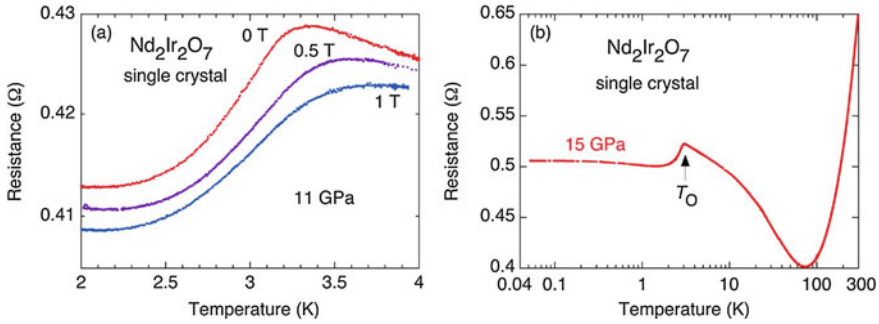 (a)
Nd2Ir2O7
single crystal
0 T
0.5 T
1 T
11 GPa
0.43
0.42
0.41
Resistance (Ω)
2 2.5 3 3.5 4
Temperature (K)
(b)
Nd2Ir2O7
single crystal
15 GPa
TO
0.65
0.6
0.55
0.5
0.45
0.4
Resistance (Ω)
0.04 0.1 1 10 100 300
Temperature (K)